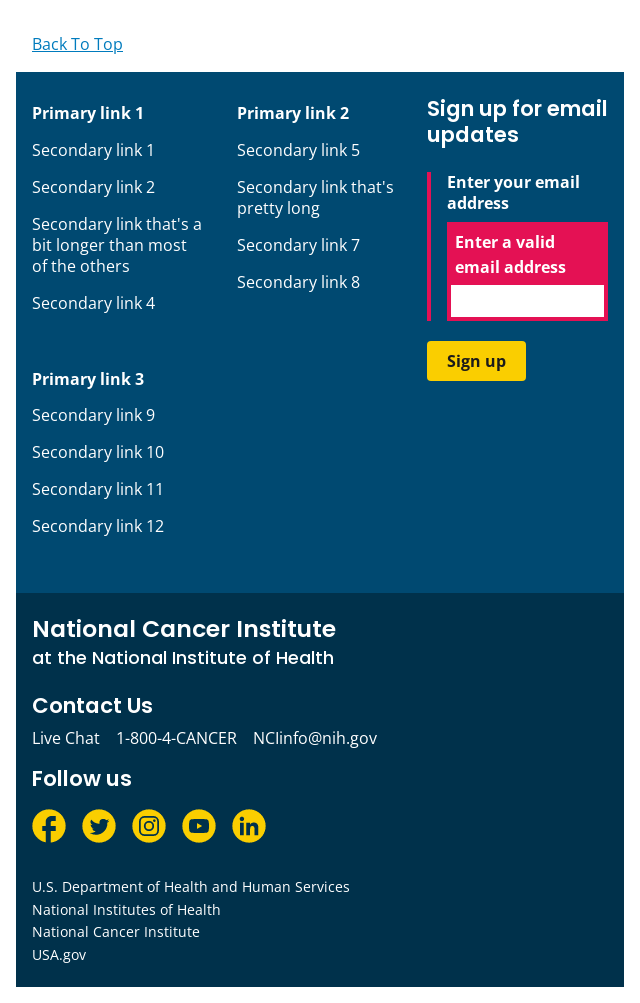 Back To Top
Primary link 1
Secondary link 1
Secondary link 2
Secondary link that's a
bit longer than most
of the others
Secondary link 4
Primary link 2
Secondary link 5
Secondary link that's
pretty long
Secondary link 7
Secondary link 8
Primary link 3
Secondary link 9
Secondary link 10
Secondary link 11
Secondary link 12
Sign up for email
updates
Enter your email
address
Enter a valid
email address
Sign up
National Cancer Institute
at the National Institute of Health
Contact Us
Live Chat 1-800-4-CANCER NCIinfo@nih.gov
Follow us
U.S. Department of Health and Human Services
National Institutes of Health
National Cancer Institute
USA.gov